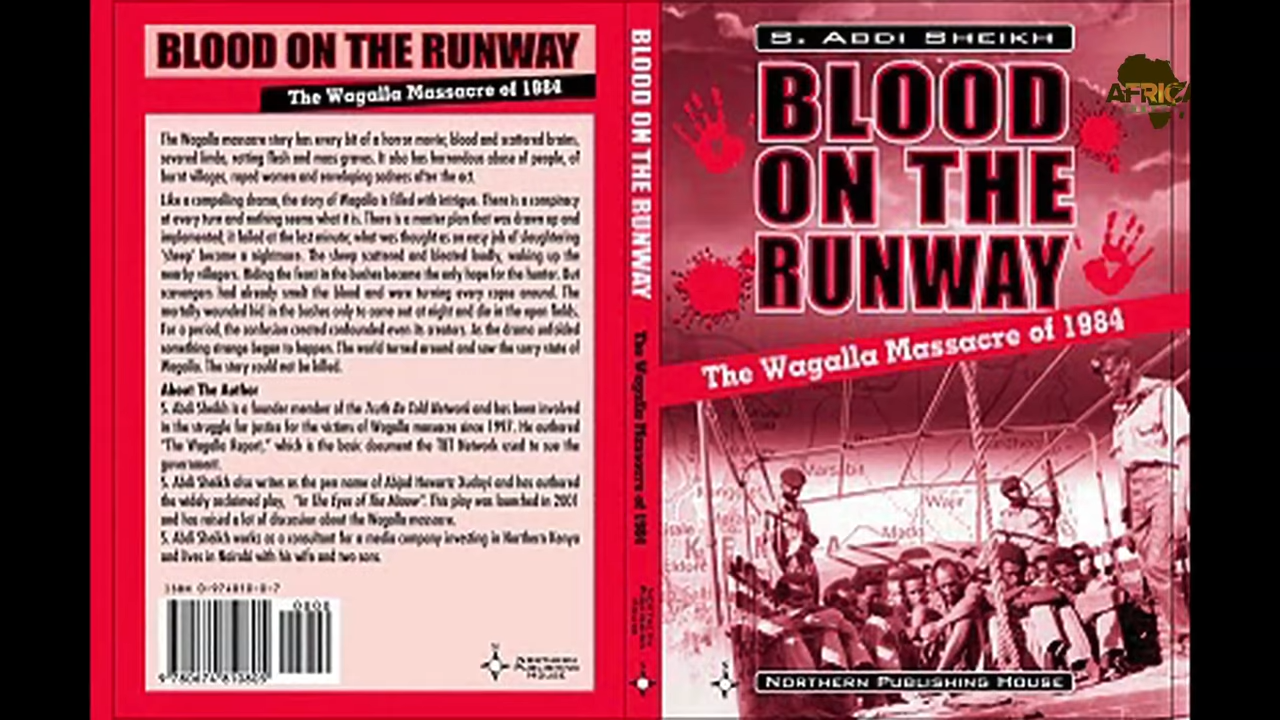 BLOOD ON THE RUNWAY
The Wagalla Massacre of 1984
The Wagalla massacre story has every bit of a horror movie; blood and scattered brains,
severed limbs, rotting flesh and mass graves. It also has horrendous abuse of people, of
burnt villages, raped women and enveloping sadness after the act.
Like a compelling drama, the story of Wagalla is filled with intrigue. There is a conspiracy
at every turn and nothing seems what it is. There is a master plan that was drawn up and
implemented, it failed at the last minute; what was thought as an easy job of slaughtering
'sheep' became a nightmare. The sheep scattered and bleated loudly, waking up the
nearby villagers. Hiding the feast in the bushes became the only hope for the hunter. But
scavengers had already smelt the blood and were turning every corpse around. The
mortally wounded hid in the bushes only to come out at night and die in the open fields.
For a period, the confusion created confounded even its creators. As the drama unfolded
something strange began to happen. The world turned around and saw the sorry state of
Wagalla. The story could not be killed.
About The Author
S. Abdi Sheikh is a founder member of the Truth Be Told Network and has been involved
in the struggle for justice for the victims of Wagalla massacre since 1997. He authored
"The Wagalla Report," which is the basic document the TBT Network used to sue the
government.
S. Abdi Sheikh also writes as the pen name of and has authored
the widely acclaimed play, "In The Eyes of The". This play was launched in 2001
and has raised a lot of discussion about the Wagalla massacre.
S. Abdi Sheikh works as a consultant for a media company investing in Northern Kenya
and lives in Nairobi with his wife and two sons.
ISBN
NORTHERN
PUBLISHING
HOUSE
BLOOD ON THE RUNWAY
The Wagalla Massacre of 1984
S. ABDI SHEIKH
BLOOD
ON THE
RUNWAY
The Wagalla Massacre of 1984
Marsabit
Wajir
Mado
K E N A
NORTHERN PUBLISHING HOUSE
AFRICA